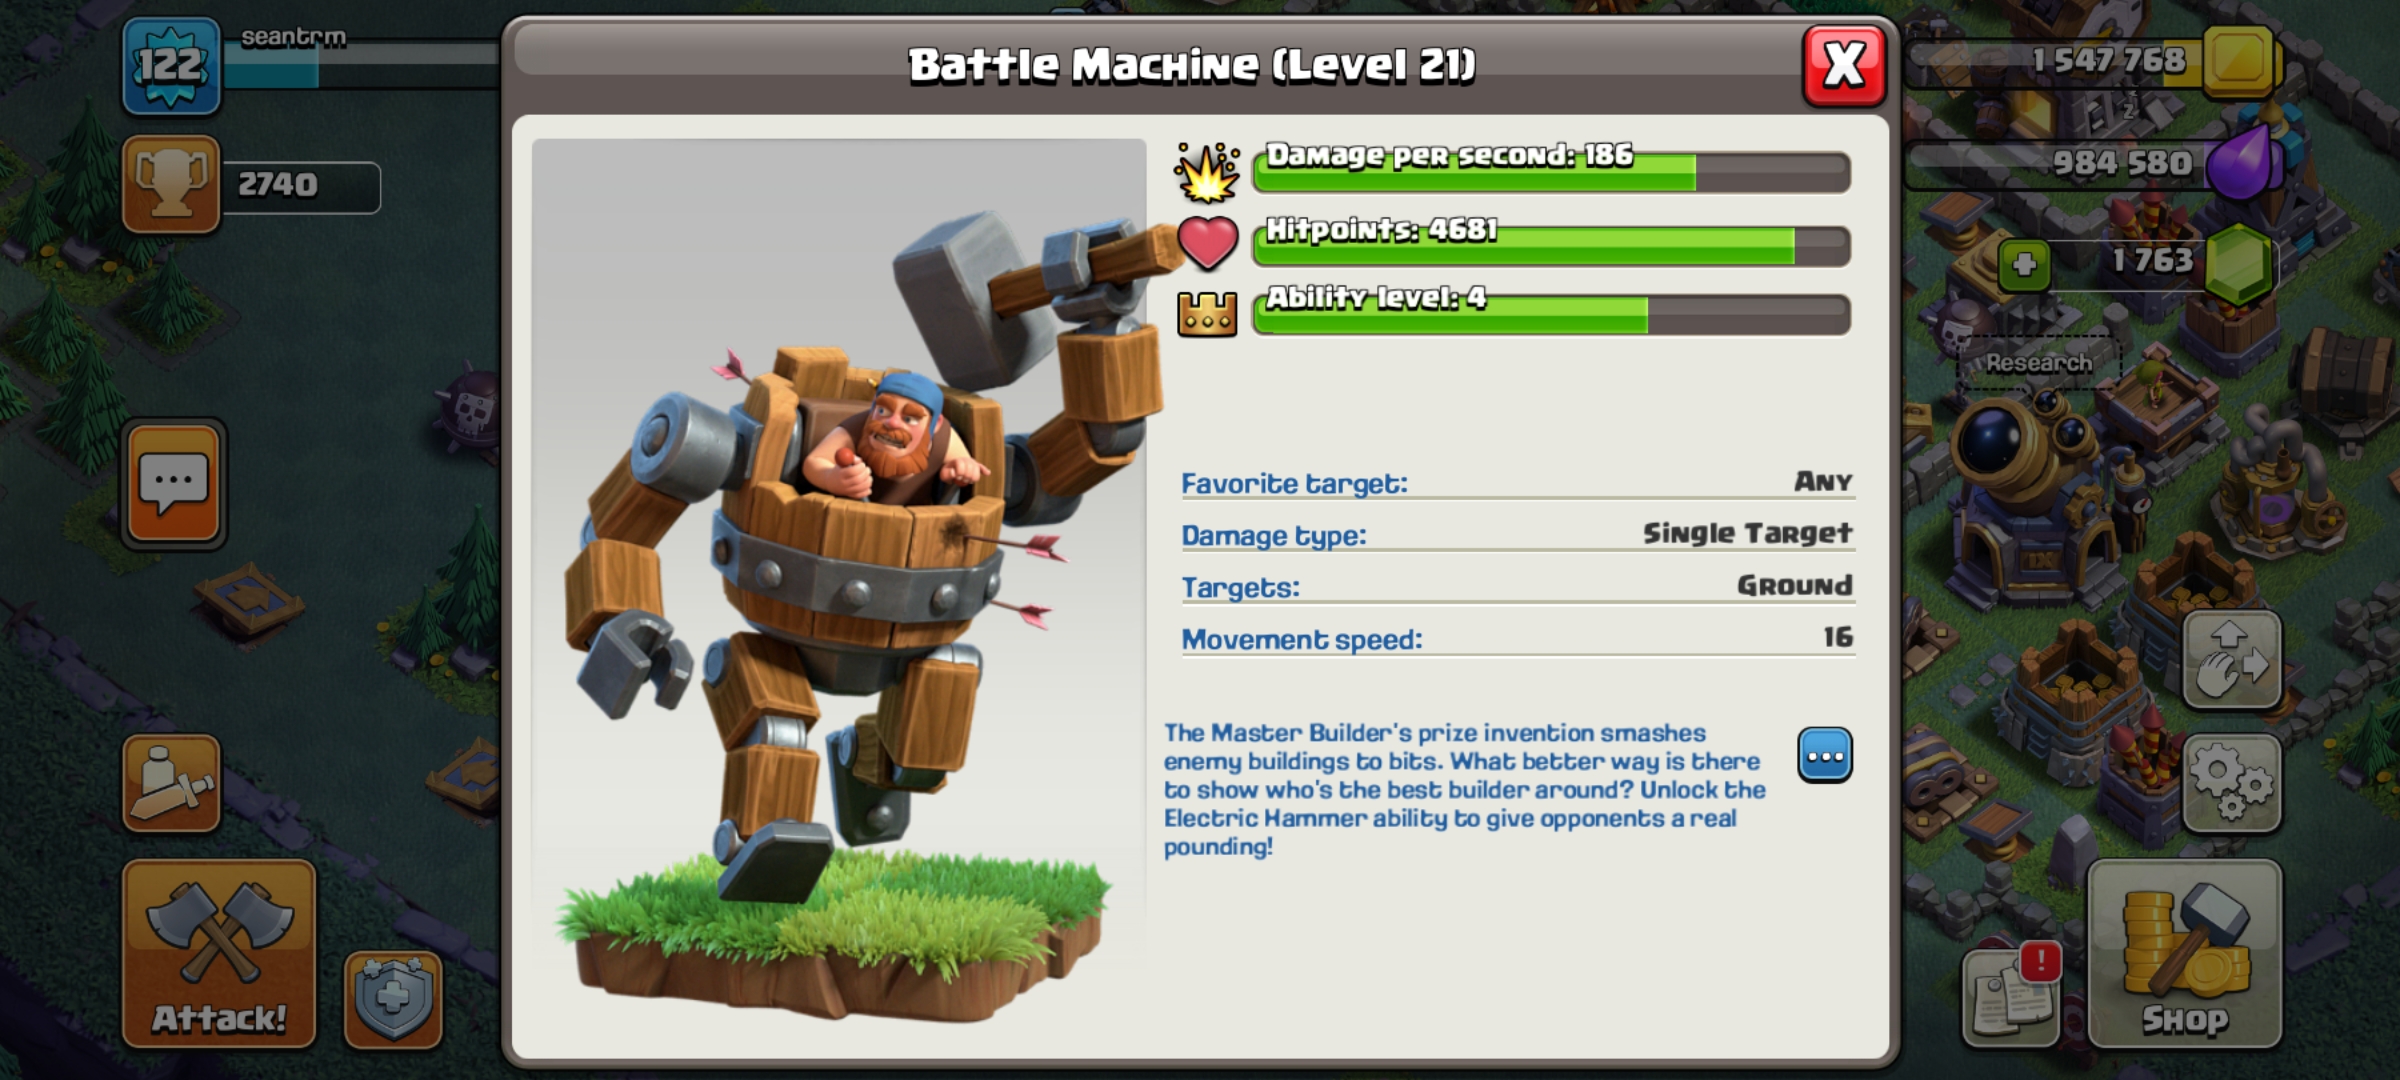 122
seantrm
2740
Battle Machine (Level 21)
X
1 547 768
984 580
1 763
Damage per second: 186
Hitpoints: 4681
Ability level: 4
Research
Favorite target: Any
Damage type: Single Target
Targets: Ground
Movement speed: 16
The Master Builder's prize invention smashes
enemy buildings to bits. What better way is there
to show who's the best builder around? Unlock the
Electric Hammer ability to give opponents a real
pounding!
IX
z
Attack!
!
Shop